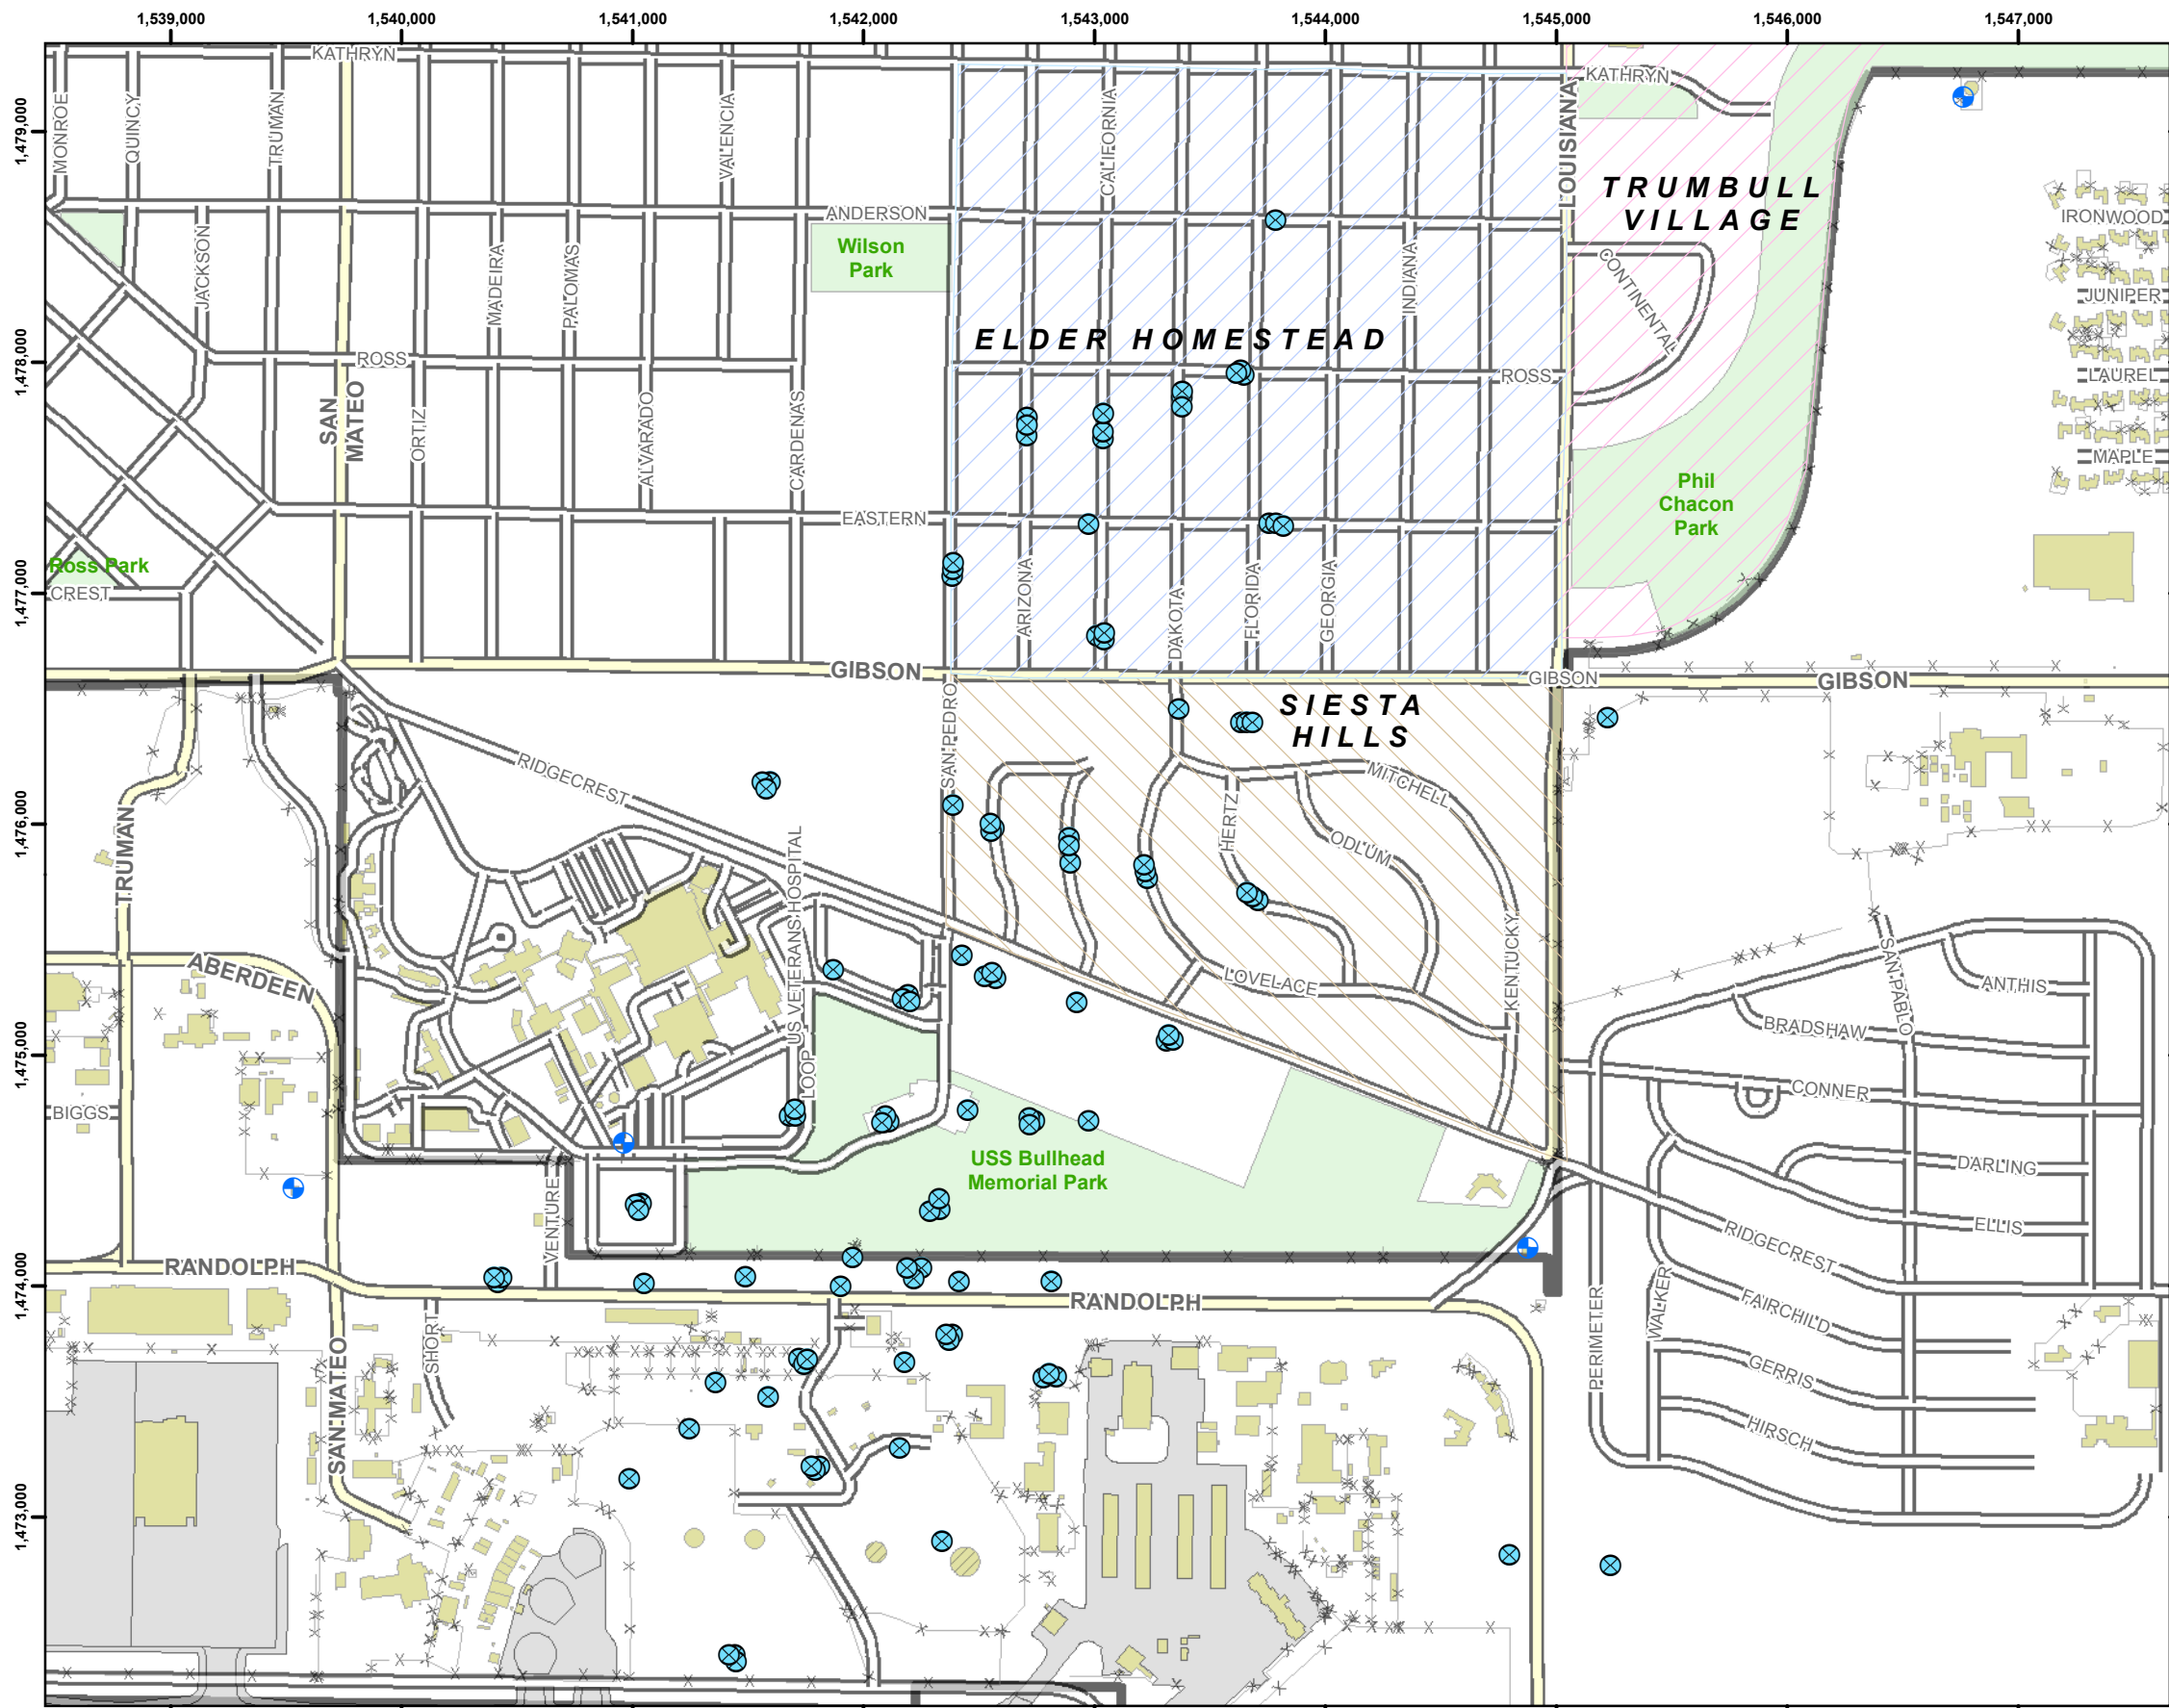 1,539,000
1,540,000
1,541,000
1,542,000
1,543,000
1,544,000
1,545,000
1,546,000
1,547,000
KATHRYN
KATHRYN
1,479,000
MONROE
QUINCY
TRUMAN
VALENCIA
CALIFORNIA
LOUISIANA
TRUMBULL
VILLAGE
IRONWOOD
ANDERSON
JACKSON
MADEIRA
PALOMAS
Wilson
Park
INDIANA
CONTINENTAL
JUNIPER
ELDER HOMESTEAD
1,478,000
ROSS
ROSS
LAUREL
SAN
MATEO
ORTIZ
ALVARADO
CARDENAS
MAPLE
Phil
Chacon
Park
EASTERN
1,477,000
Ross Park
CREST
ARIZONA
DAKOTA
FLORIDA
GEORGIA
GIBSON
GIBSON
GIBSON
SIESTA
HILLS
SAN PEDRO
RIDGECREST
MITCHELL
1,476,000
TRUMAN
HERTZ
ODLUM
US VETERANS HOSPITAL
LOOP
KENTUCKY
ABERDEEN
LOVELACE
SAN PABLO
ANTHIS
BRADSHAW
1,475,000
CONNER
BIGGS
USS Bullhead
Memorial Park
DARLING
VENTURE
ELLIS
RIDGECREST
1,474,000
RANDOLPH
RANDOLPH
PERIMETER
WALKER
FAIRCHILD
SHORT
SAN MATEO
GERRIS
HIRSCH
1,473,000